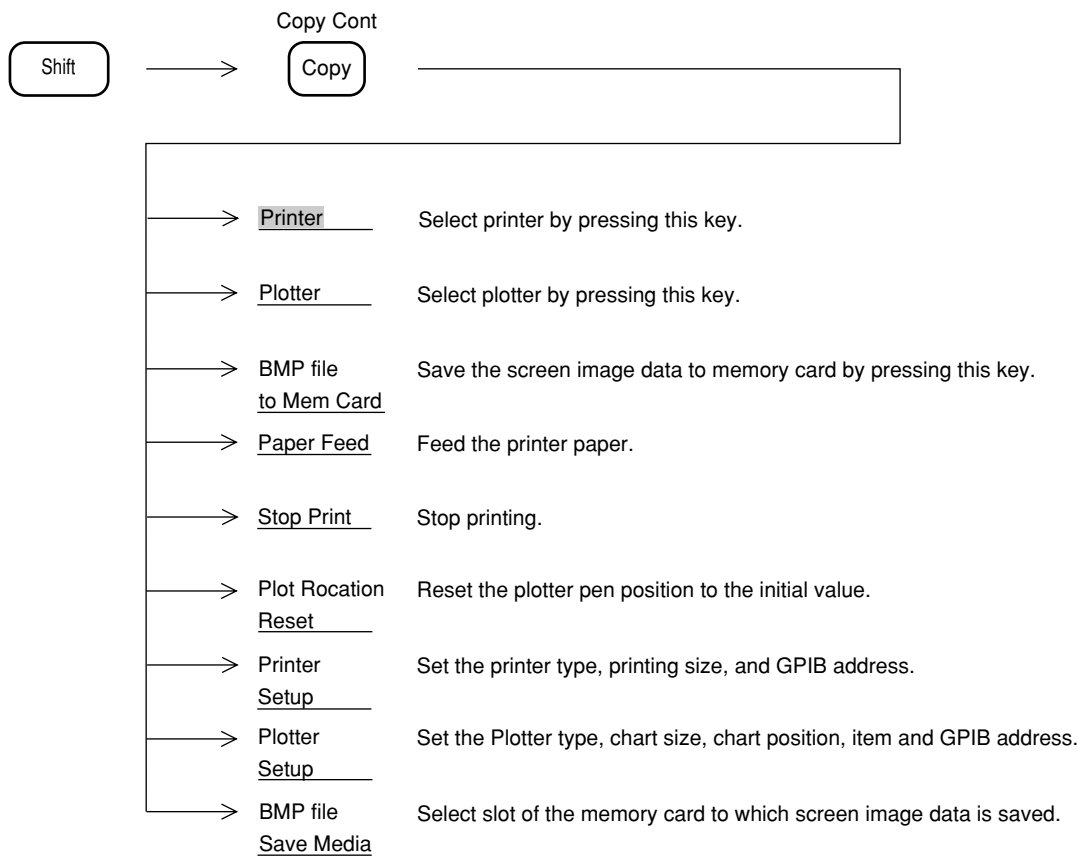 Copy Cont
Shift
Copy
Printer Select printer by pressing this key.
Plotter Select plotter by pressing this key.
BMP file Save the screen image data to memory card by pressing this key.
to Mem Card
Paper Feed Feed the printer paper.
Stop Print Stop printing.
Plot Rocation Reset the plotter pen position to the initial value.
Reset
Printer Set the printer type, printing size, and GPIB address.
Setup
Plotter Set the Plotter type, chart size, chart position, item and GPIB address.
Setup
BMP file Select slot of the memory card to which screen image data is saved.
Save Media